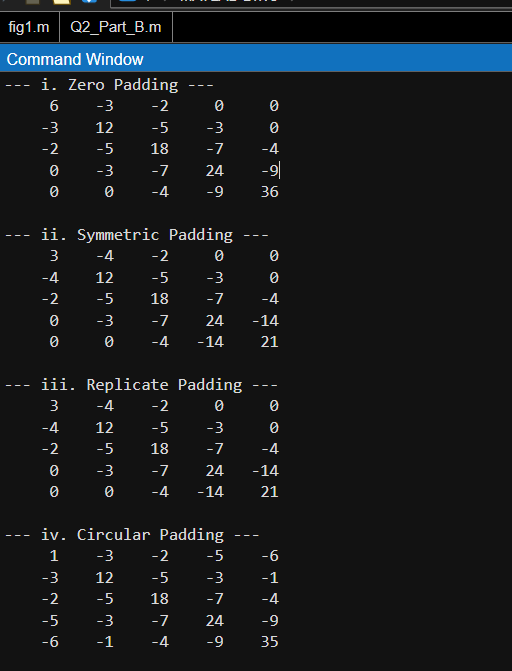 fig1.m Q2_Part_B.m
Command Window
--- i. Zero Padding ---
6 -3 -2 0 0
-3 12 -5 -3 0
-2 -5 18 -7 -4
0 -3 -7 24 -9
0 0 -4 -9 36
--- ii. Symmetric Padding ---
3 -4 -2 0 0
-4 12 -5 -3 0
-2 -5 18 -7 -4
0 -3 -7 24 -14
0 0 -4 -14 21
--- iii. Replicate Padding ---
3 -4 -2 0 0
-4 12 -5 -3 0
-2 -5 18 -7 -4
0 -3 -7 24 -14
0 0 -4 -14 21
--- iv. Circular Padding ---
1 -3 -2 -5 -6
-3 12 -5 -3 -1
-2 -5 18 -7 -4
-5 -3 -7 24 -9
-6 -1 -4 -9 35